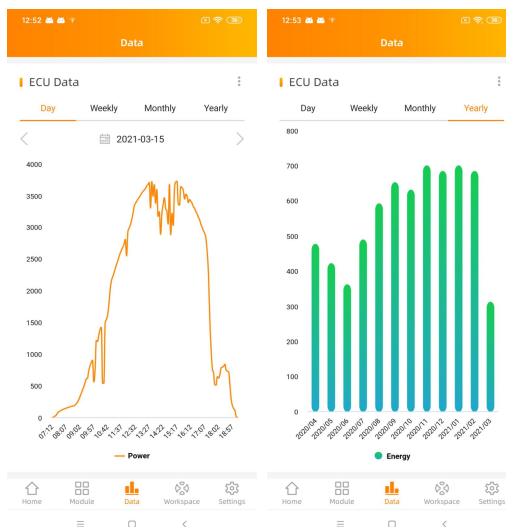 12:52
36
Data
ECU Data
Day Weekly Monthly Yearly
2021-03-15
4000
3500
3000
2500
2000
1500
1000
500
0
07:12 08:07 09:02 09:57 10:42 11:37 12:32 13:27 14:22 15:17 16:12 17:07 18:02 18:57
Power
Home Module Data Workspace Settings
12:53
36
Data
ECU Data
Day Weekly Monthly Yearly
800
700
600
500
400
300
200
100
0
2020/04 2020/05 2020/06 2020/07 2020/08 2020/09 2020/10 2020/11 2020/12 2021/01 2021/02 2021/03
Energy
Home Module Data Workspace Settings